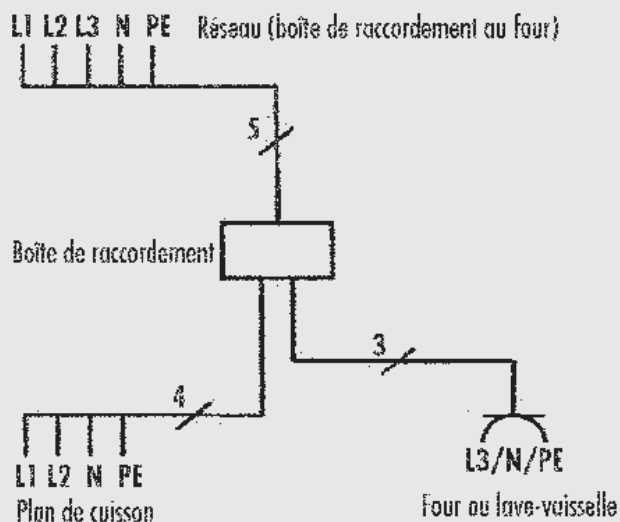 L1 L2 L3 N PE Réseau (boîte de raccordement au four)
5
Boîte de raccordement
3
4
L1 L2 N PE
L3/N/PE
Plan de cuisson
Four ou lave-vaisselle